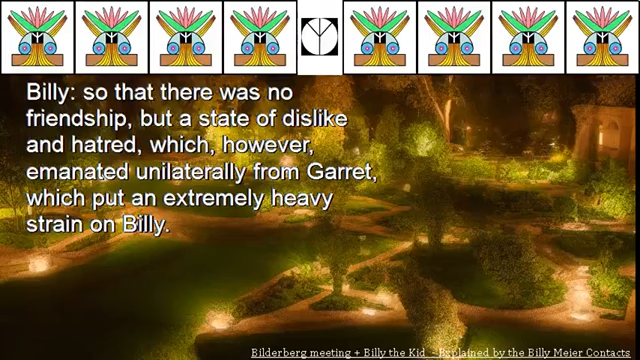 Billy: so that there was no
friendship, but a state of dislike
and hatred, which, however,
emanated unilaterally from Garret,
which put an extremely heavy
strain on Billy.
Bilderberg meeting + Billy the Kid - Explained by the Billy Meier Contacts